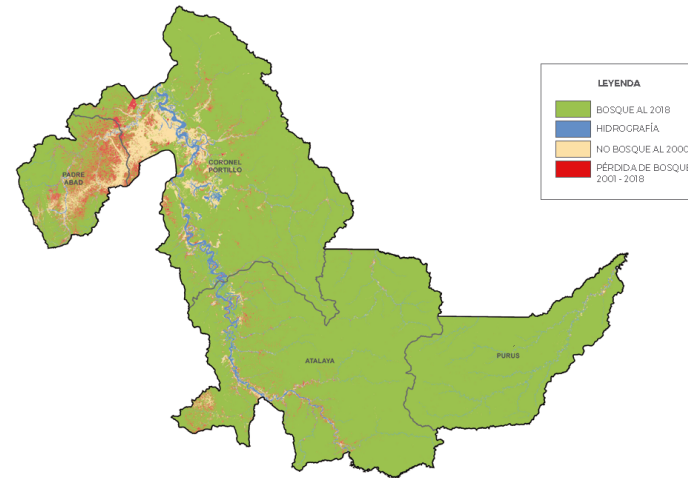 LEYENDA
BOSQUE AL 2018
HIDROGRAFÍA
NO BOSQUE AL 2000
PÉRDIDA DE BOSQUE
2001 - 2018
PADRE
ABAD
CORONEL
PORTILLO
ATALAYA
PURUS